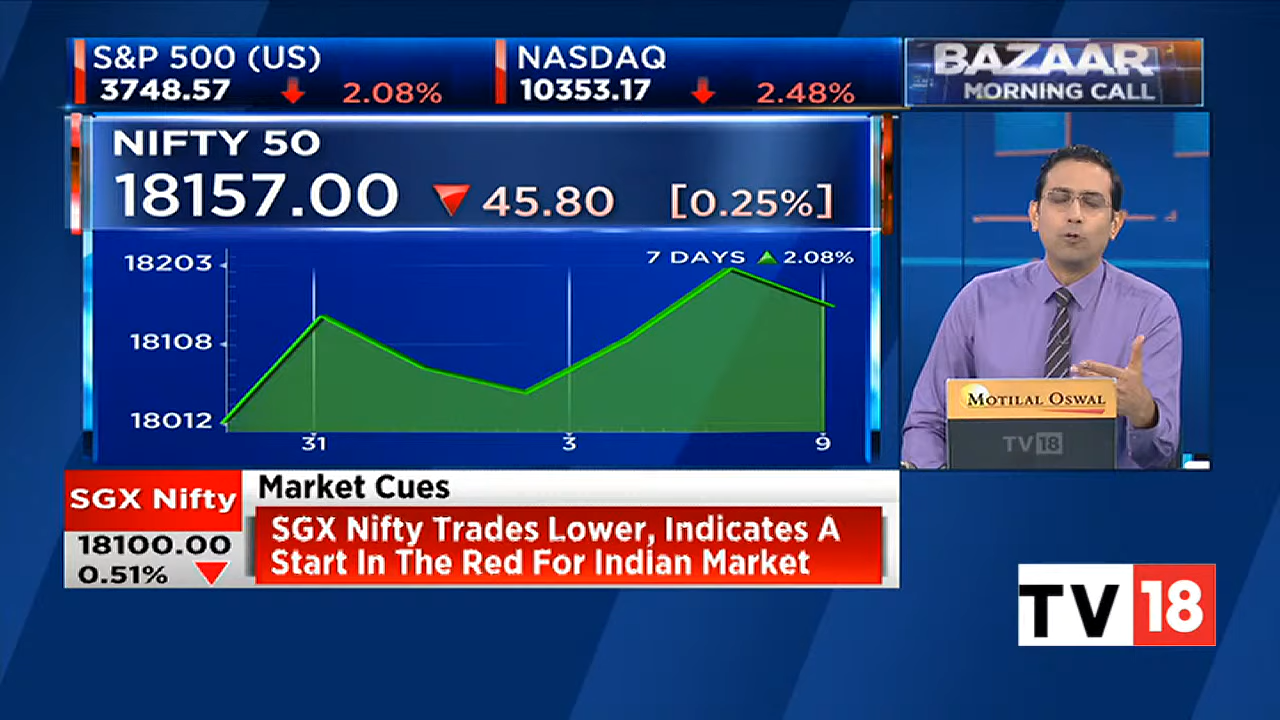 S&P 500 (US)
3748.57 2.08%
NASDAQ
10353.17 2.48%
BAZAAR
MORNING CALL
NIFTY 50
18157.00 45.80 [0.25%]
7 DAYS 2.08%
18203
18108
18012
31 3 9
MOTILAL OSWAL
TV18
SGX Nifty
18100.00
0.51%
Market Cues
SGX Nifty Trades Lower, Indicates A
Start In The Red For Indian Market
TV18